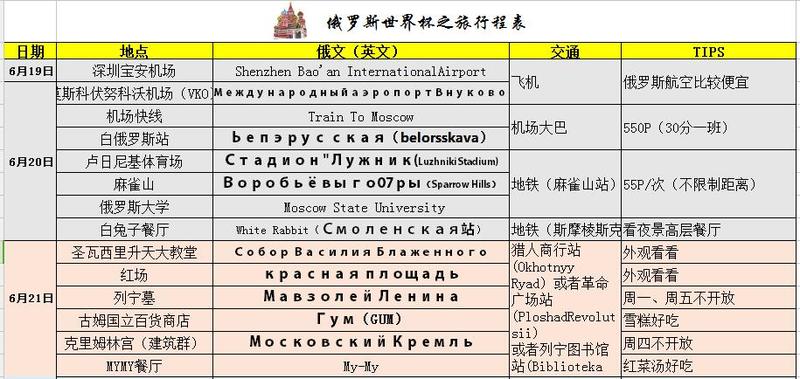 俄罗斯世界杯之旅行程表
日期 地点 俄文（英文） 交通 TIPS
6月19日 深圳宝安机场 Shenzhen Bao'an InternationalAirport 飞机 俄罗斯航空比较便宜
莫斯科伏努科沃机场（VKO） Международный аэропорт Внуково
6月20日 机场快线 Train To Moscow 机场大巴 550P（30分一班）
白俄罗斯站 Ьепэрусская（belorsskava）
卢日尼基体育场 Стадион "Лужник(Luzhniki Stadium) 地铁（麻雀山站） 55P/次（不限制距离）
麻雀山 Воробьёвыго07ры（Sparrow Hills）
俄罗斯大学 Moscow State University
白兔子餐厅 White Rabbit（Смоленская站） 地铁（斯摩棱斯克 看夜景高层餐厅
6月21日 圣瓦西里升天大教堂 Собор Василия Блаженного 猎人商行站 外观看看
(Okhotnyy
红场 красная площадь Ryad）或者革命 外观看看
列宁墓 Мавзолей Ленина 广场站 周一、周五不开放
古姆国立百货商店 Гум（GUM） (PloshadRevolut 雪糕好吃
sii)
克里姆林宫（建筑群） Московский Кремль 或者列宁图书馆 周四不开放
MYMY餐厅 My-My 站(Biblioteka 红菜汤好吃